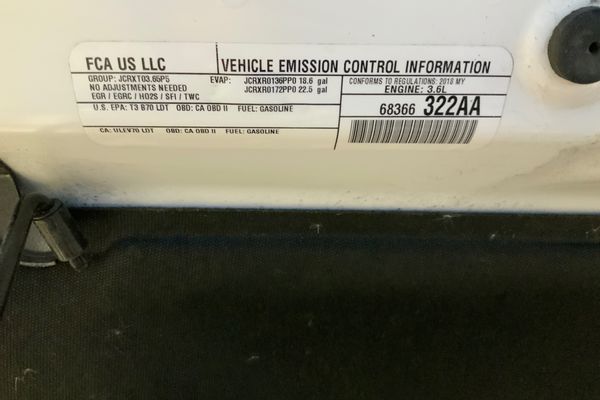 FCA US LLC
VEHICLE EMISSION CONTROL INFORMATION
GROUP: JCRXT03.65P5
EVAP: JCRXR0136PP0 18.6 gal
JCRXR0172PP0 22.5 gal
NO ADJUSTMENTS NEEDED
EGR / EGRC / HO2S / SFI / TWC
CONFORMS TO REGULATIONS: 2018 MY
ENGINE: 3.6L
U.S. EPA: T3 B70 LDT OBD: CA OBD II FUEL: GASOLINE
68366 322AA
CA: ULEV70 LDT OBD: CA OBD II FUEL: GASOLINE